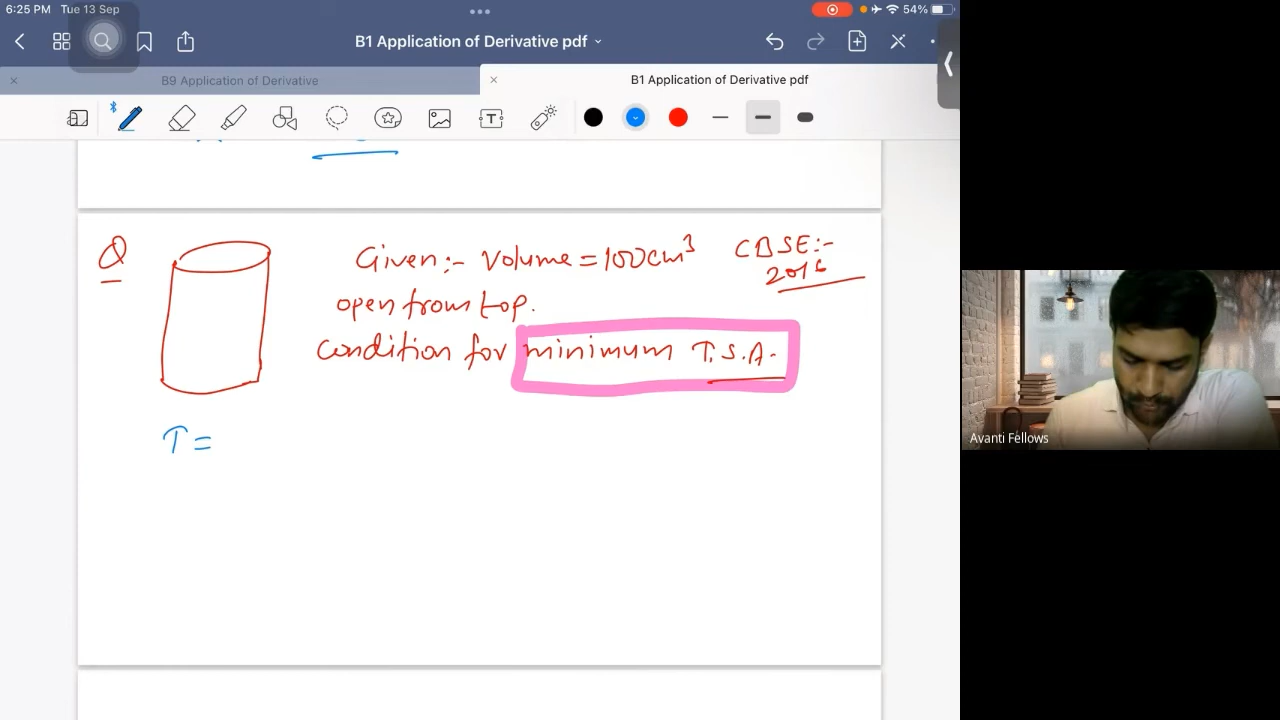 6:25 PM Tue 13 Sep
54%
B1 Application of Derivative pdf
B9 Application of Derivative
B1 Application of Derivative pdf
Q
Given:- Volume = 100cm³
CBSE:-
2016
open from top.
condition for minimum T.S.A.
T =
Avanti Fellows